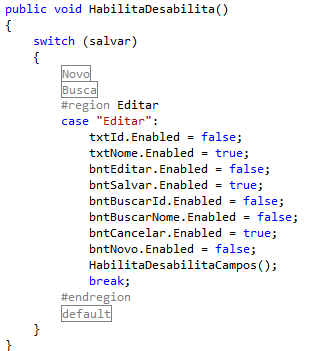 public void HabilitaDesabilita()
{
switch (salvar)
{
Novo
Busca
#region Editar
case "Editar":
txtId.Enabled = false;
txtNome.Enabled = true;
bntEditar.Enabled = false;
bntSalvar.Enabled = true;
bntBuscarId.Enabled = false;
bntBuscarNome.Enabled = false;
bntCancelar.Enabled = true;
bntNovo.Enabled = false;
HabilitaDesabilitaCampos();
break;
#endregion
default
}
}